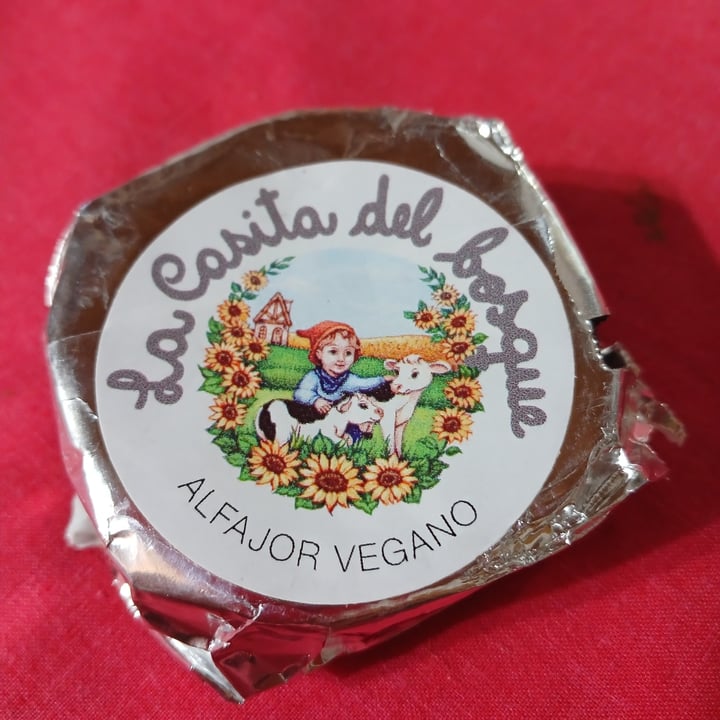 La Casita del bosque
ALFAJOR VEGANO